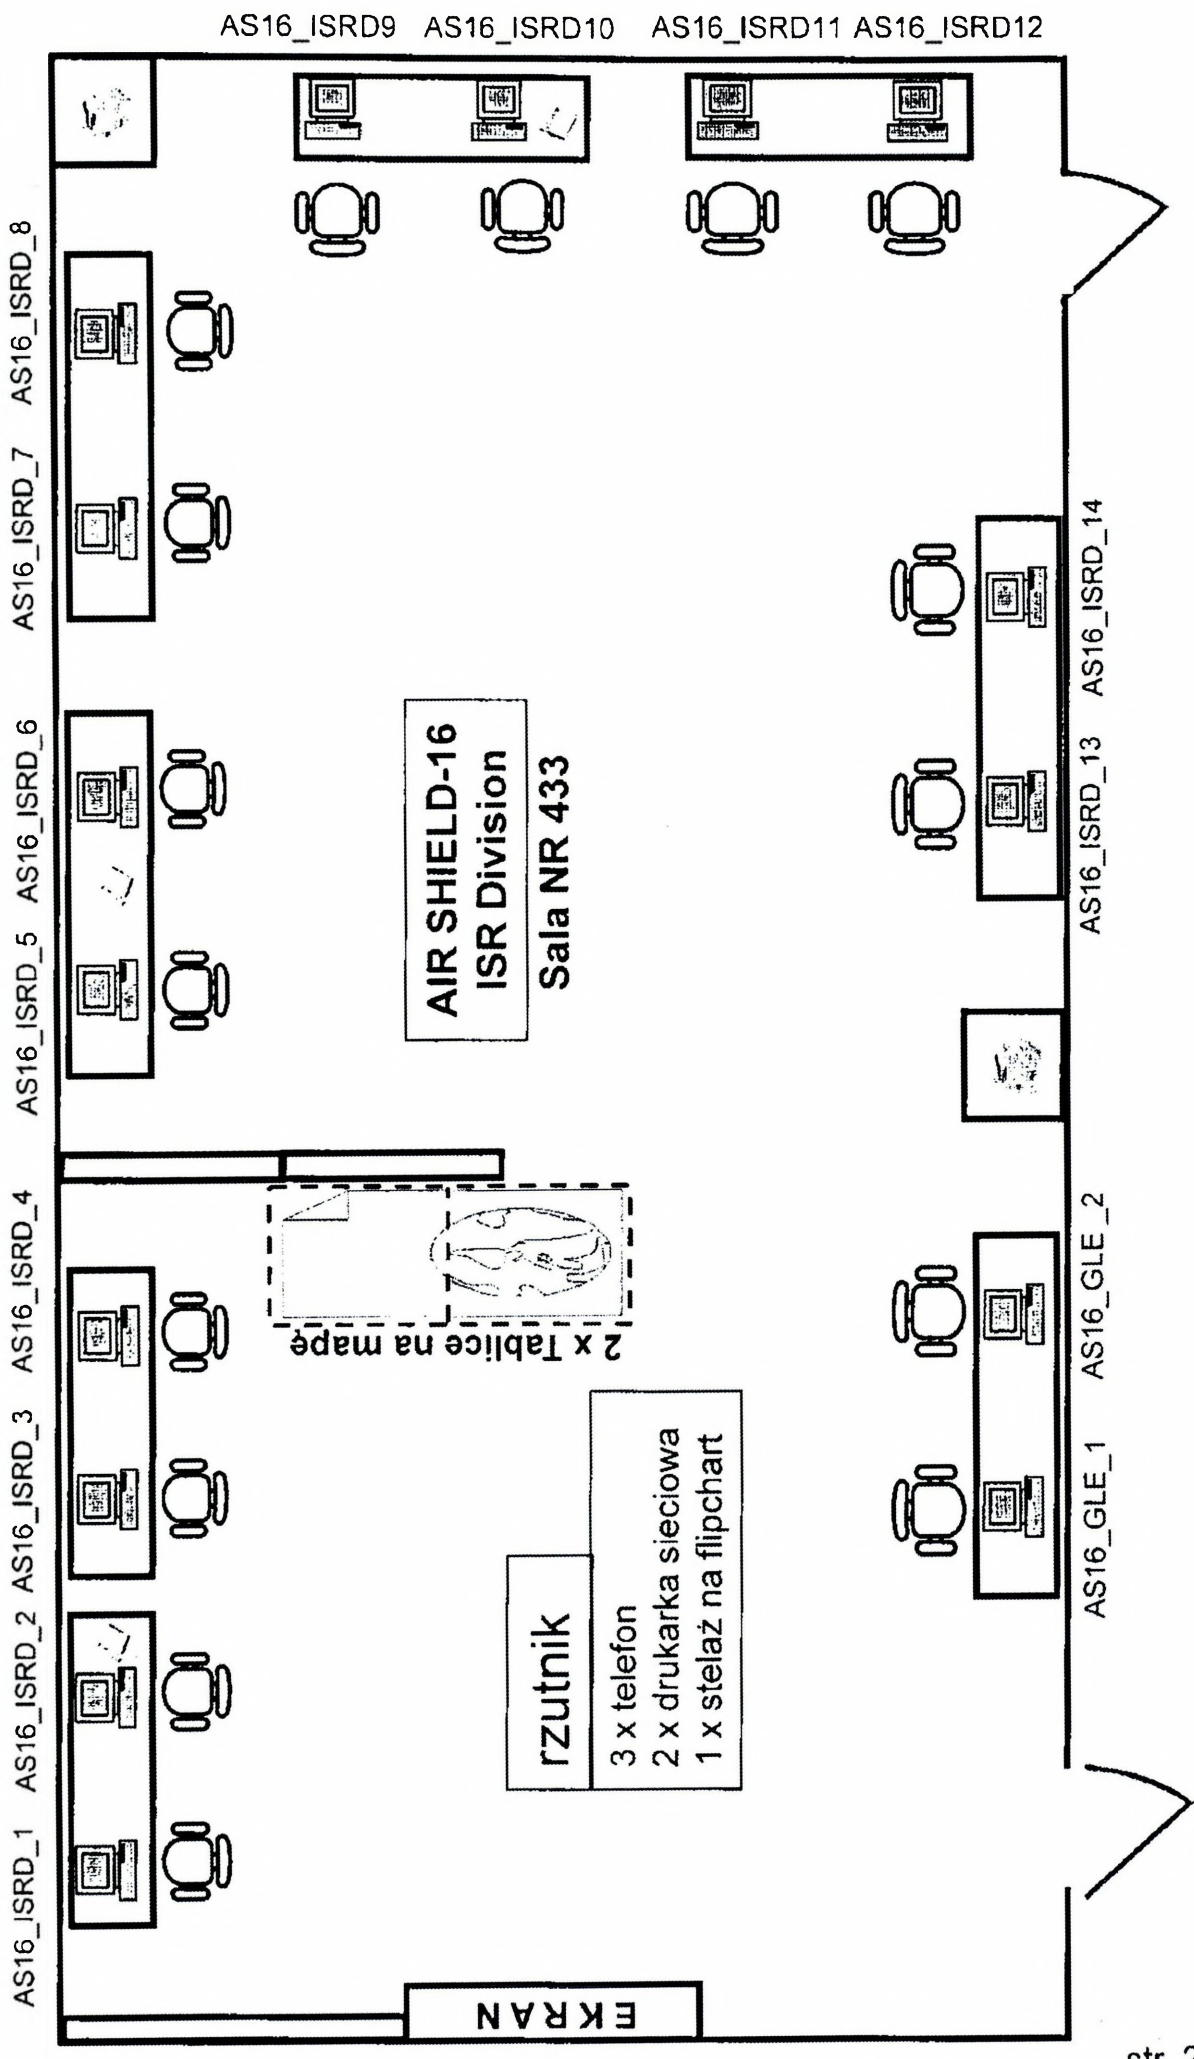 AS16_ISRD9
AS16_ISRD10
AS16_ISRD11
AS16_ISRD12
AS16_ISRD_8
AS16_ISRD_7
AS16_ISRD_6
AS16_ISRD_5
AS16_ISRD_4
AS16_ISRD_3
AS16_ISRD_2
AS16_ISRD_1
AIR SHIELD-16
ISR Division
Sala NR 433
AS16_ISRD_14
AS16_ISRD_13
2 x Tablice na mapę
rzutnik
3 x telefon
2 x drukarka sieciowa
1 x stelaż na flipchart
AS16_GLE_2
AS16_GLE_1
EKRAN